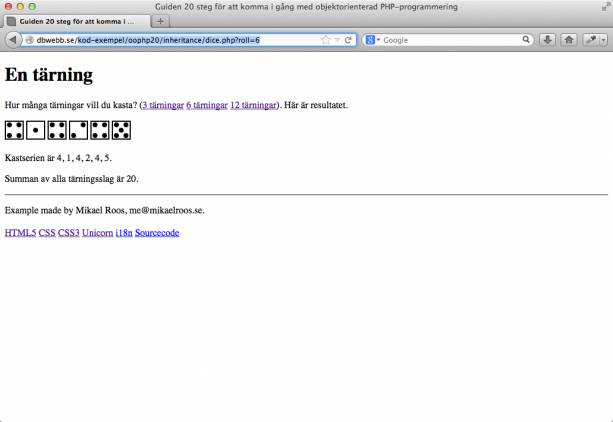 Guiden 20 steg för att komma i gång med objektorienterad PHP-programmering
Guiden 20 steg för att komma i ...
dbwebb.se/kod-exempel/oophp20/inheritance/dice.php?roll=6
Google
En tärning
Hur många tärningar vill du kasta? (3 tärningar 6 tärningar 12 tärningar). Här är resultatet.
Kastserien är 4, 1, 4, 2, 4, 5.
Summan av alla tärningsslag är 20.
Example made by Mikael Roos, me@mikaelroos.se.
HTML5 CSS CSS3 Unicorn i18n Sourcecode